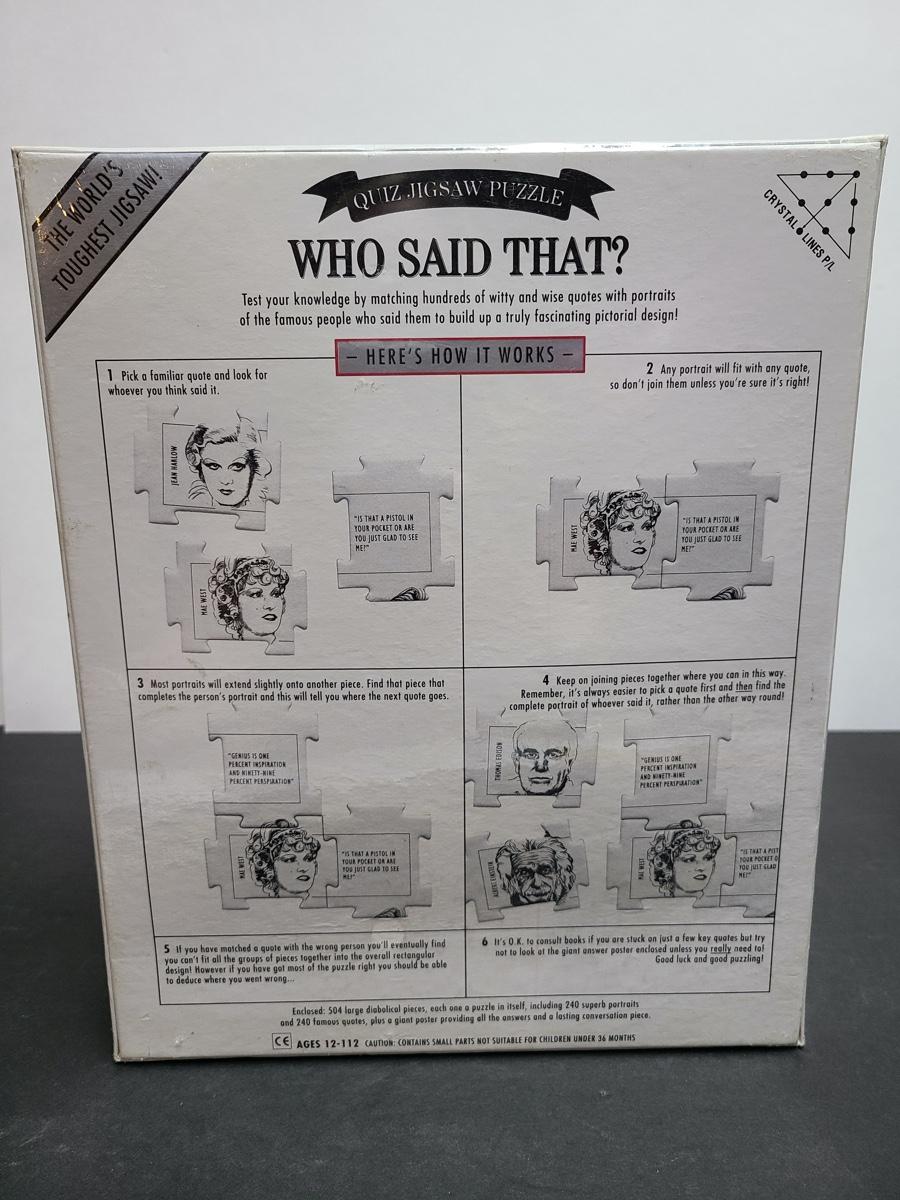 THE WORLD'S
TOUGHEST JIGSAW!
QUIZ JIGSAW PUZZLE
CRYSTAL LINES P/L
WHO SAID THAT?
Test your knowledge by matching hundreds of witty and wise quotes with portraits
of the famous people who said them to build up a truly fascinating pictorial design!
– HERE'S HOW IT WORKS –
1 Pick a familiar quote and look for
whoever you think said it.
JEAN HARLOW
"IS THAT A PISTOL IN
YOUR POCKET OR ARE
YOU JUST GLAD TO SEE
ME?"
MAE WEST
2 Any portrait will fit with any quote,
so don't join them unless you're sure it's right!
MAE WEST
"IS THAT A PISTOL IN
YOUR POCKET OR ARE
YOU JUST GLAD TO SEE
ME?"
3 Most portraits will extend slightly onto another piece. Find that piece that
completes the person's portrait and this will tell you where the next quote goes.
"GENIUS IS ONE
PERCENT INSPIRATION
AND NINETY-NINE
PERCENT PERSPIRATION"
MAE WEST
"IS THAT A PISTOL IN
YOUR POCKET OR ARE
YOU JUST GLAD TO SEE
ME?"
4 Keep on joining pieces together where you can in this way.
Remember, it's always easier to pick a quote first and then find the
complete portrait of whoever said it, rather than the other way round!
THOMAS EDISON
"GENIUS IS ONE
PERCENT INSPIRATION
AND NINETY-NINE
PERCENT PERSPIRATION"
ALBERT EINSTEIN
MAE WEST
"IS THAT A PIST
YOUR POCKET O
YOU JUST GLAD
ME?"
5 If you have matched a quote with the wrong person you'll eventually find
you can't fit all the groups of pieces together into the overall rectangular
design! However if you have got most of the puzzle right you should be able
to deduce where you went wrong...
6 It's O.K. to consult books if you are stuck on just a few key quotes but try
not to look at the giant answer poster enclosed unless you really need to!
Good luck and good puzzling!
Enclosed: 504 large diabolical pieces, each one a puzzle in itself, including 240 superb portraits
and 240 famous quotes, plus a giant poster providing all the answers and a lasting conversation piece.
CE AGES 12-112 CAUTION: CONTAINS SMALL PARTS NOT SUITABLE FOR CHILDREN UNDER 36 MONTHS